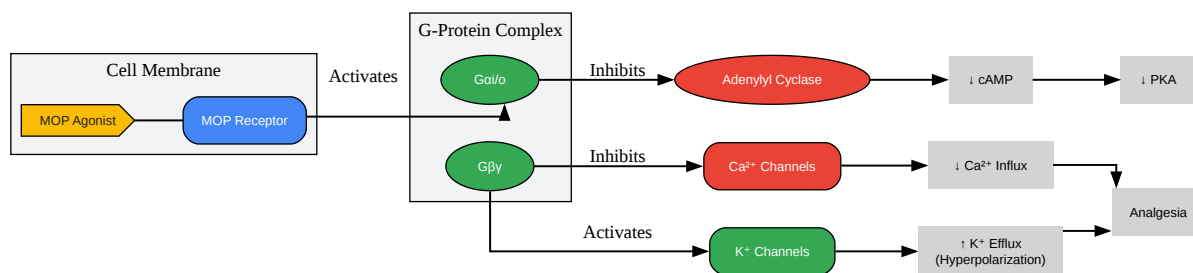 G-Protein Complex
Cell Membrane
Activates
Gαi/o
Inhibits
Adenylyl Cyclase
↓ cAMP
↓ PKA
MOP Agonist
MOP Receptor
Gβγ
Inhibits
Ca²⁺ Channels
↓ Ca²⁺ Influx
Analgesia
Activates
K⁺ Channels
↑ K⁺ Efflux
(Hyperpolarization)